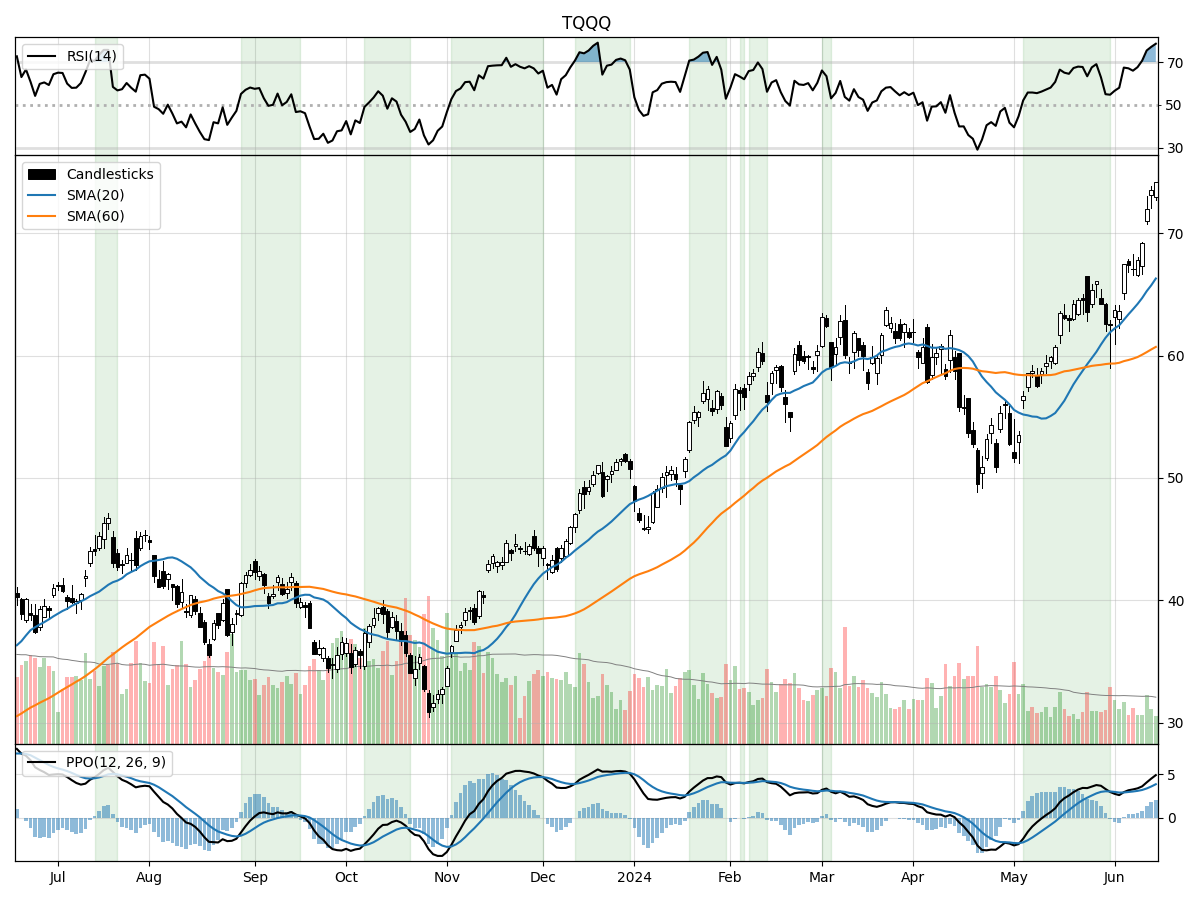 TQQQ
RSI(14)
70
50
30
Candlesticks
SMA(20)
SMA(60)
70
60
50
40
30
PPO(12, 26, 9)
5
0
Jul Aug Sep Oct Nov Dec 2024 Feb Mar Apr May Jun